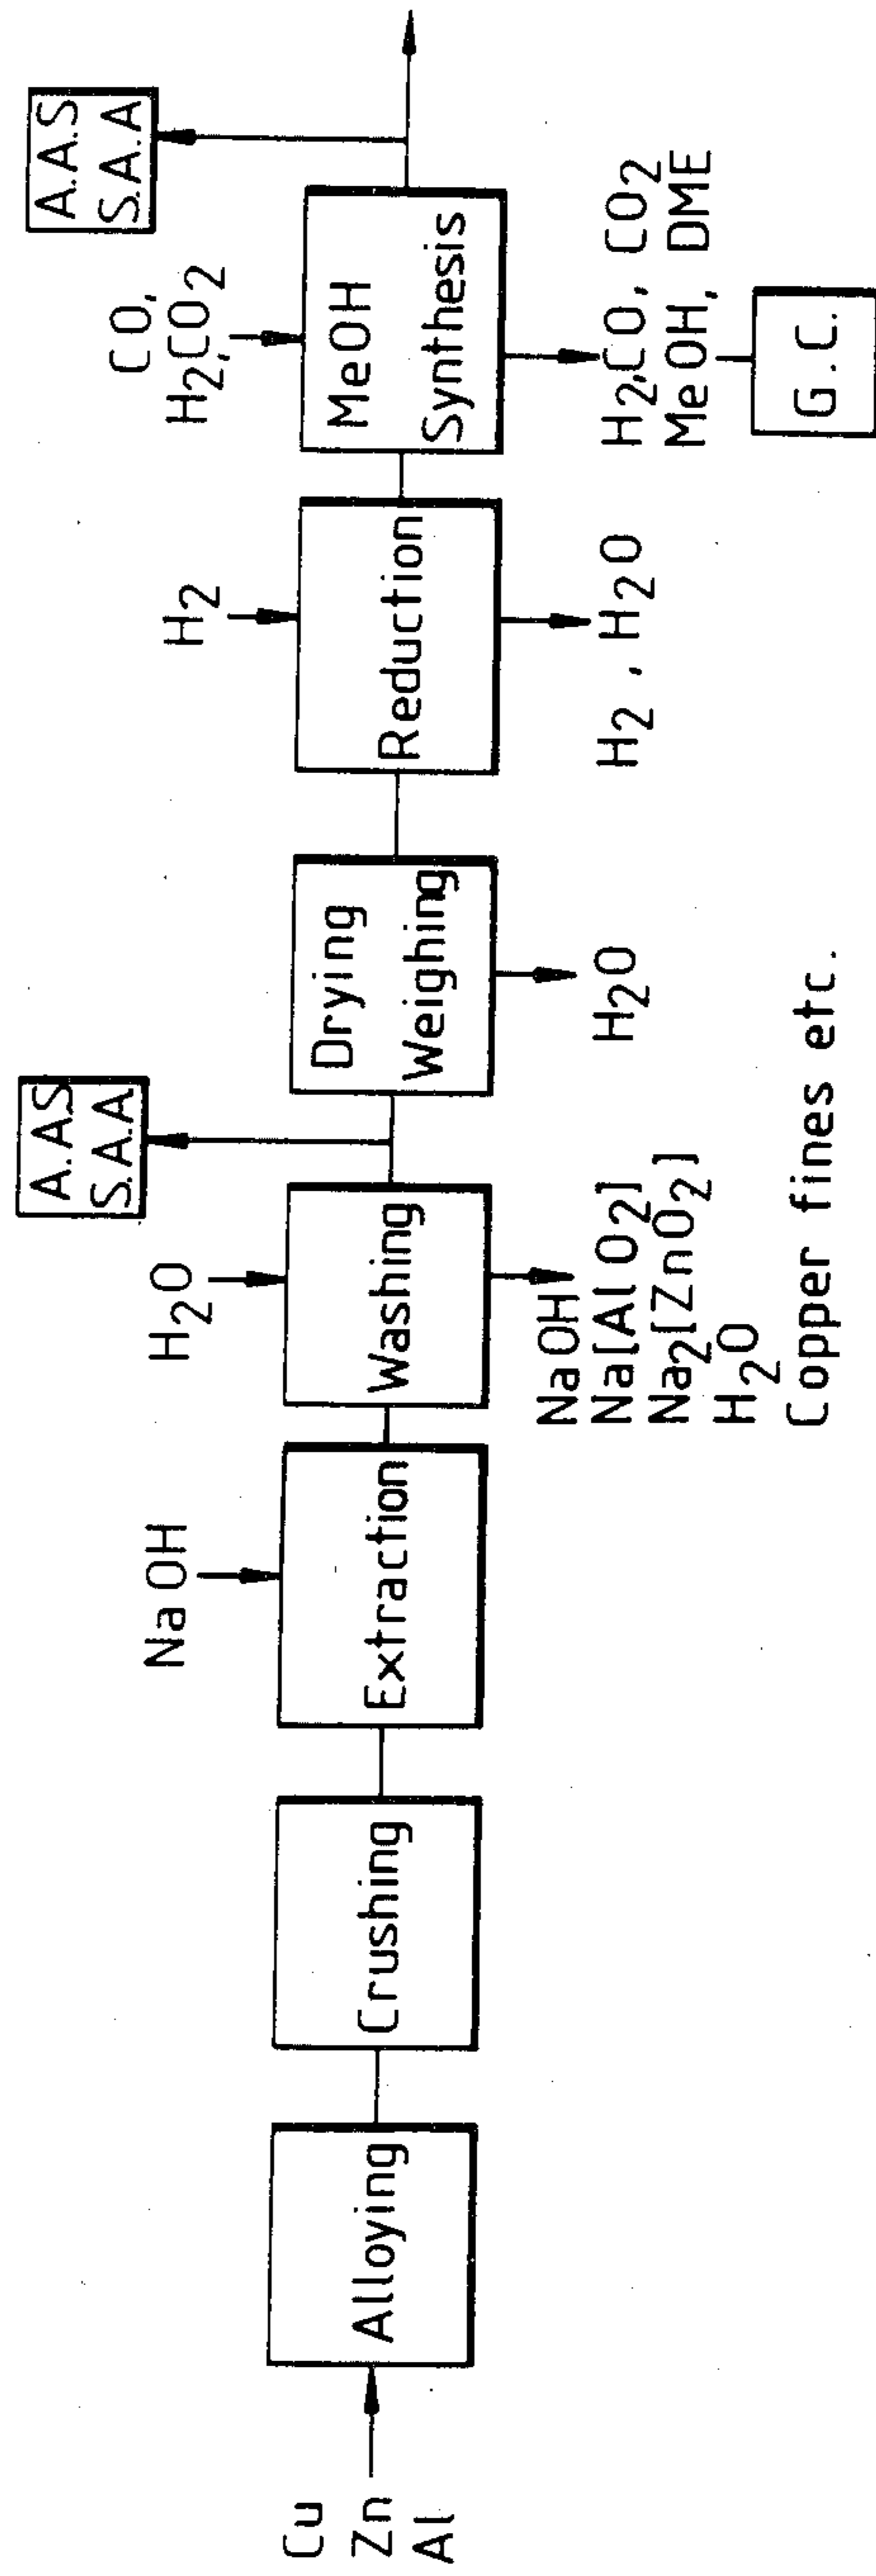 Cu
Zn
Al
Alloying
Crushing
NaOH
Extraction
H2O
Washing
NaOH
Na[AlO2]
Na2[ZnO2]
H2O
Copper fines etc.
A.A.S
S.A.A.
Drying
Weighing
H2O
H2
Reduction
H2, H2O
CO,
H2,CO2
MeOH
Synthesis
H2,CO, CO2
MeOH, DME
G.C.
A.A.S
S.A.A